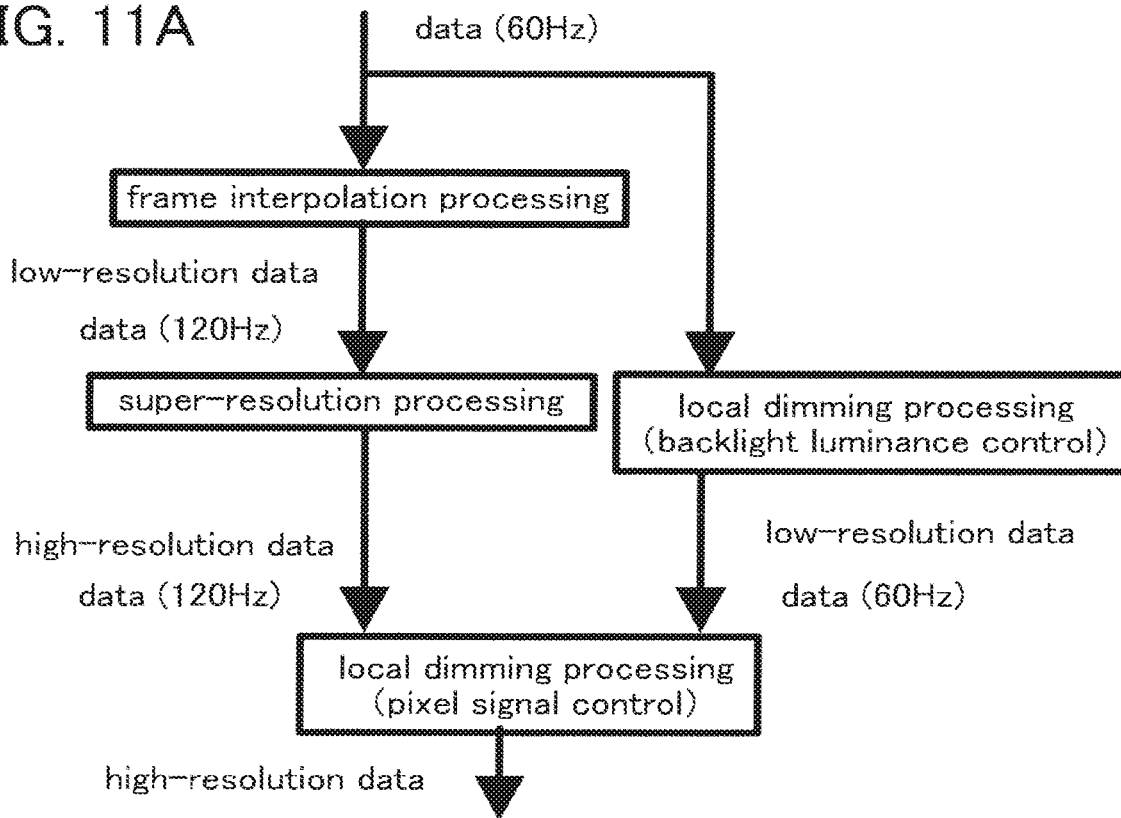 IG. 11A
data (60Hz)
frame interpolation processing
low-resolution data
data (120Hz)
super-resolution processing
local dimming processing
(backlight luminance control)
high-resolution data
data (120Hz)
low-resolution data
data (60Hz)
local dimming processing
(pixel signal control)
high-resolution data